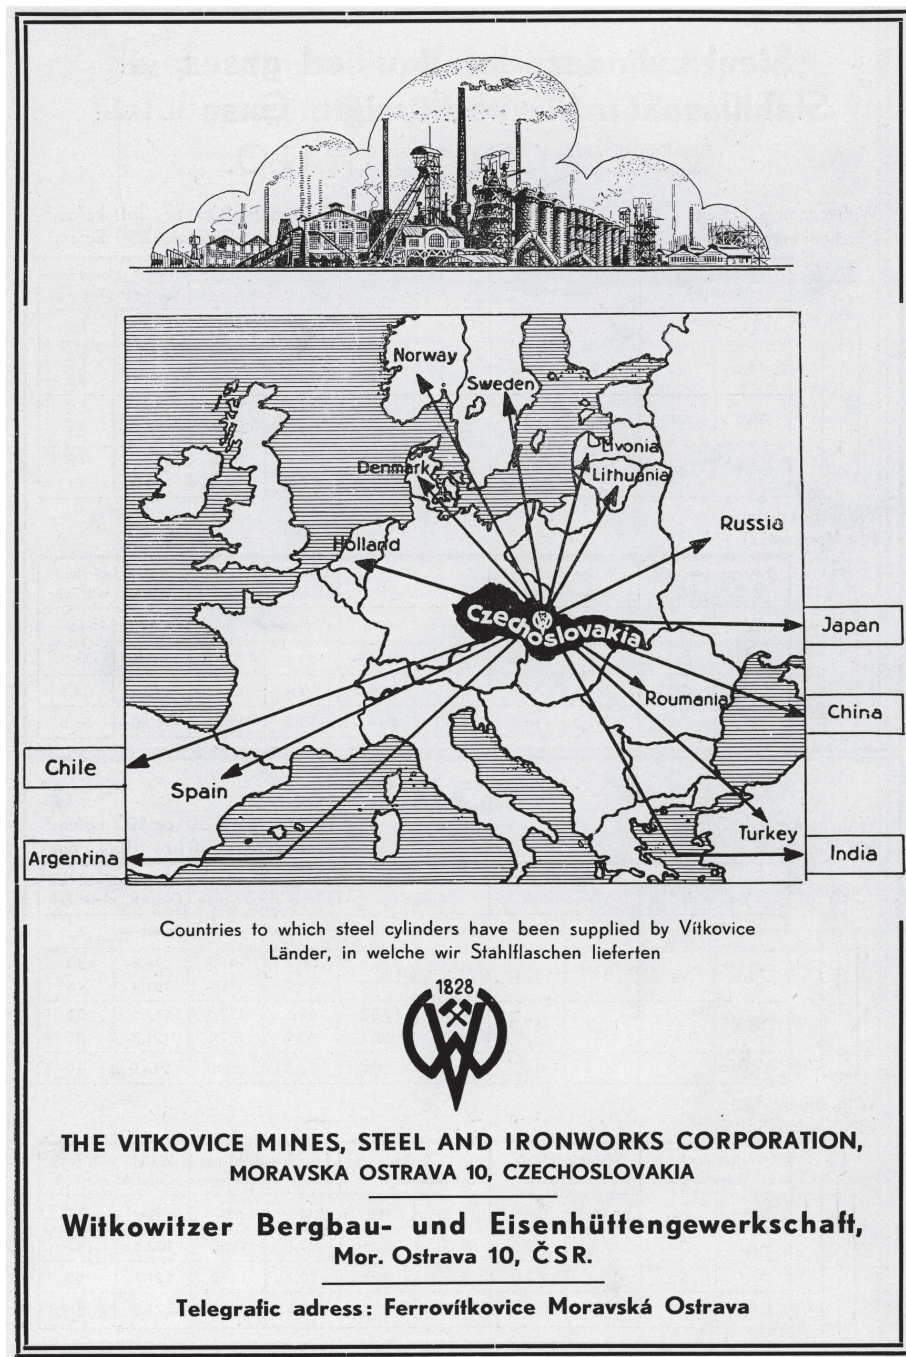 Norway
Sweden
Livonia
Denmark
Lithuania
Russia
Holland
Czechoslovakia
Japan
Roumania
China
Chile
Spain
Turkey
Argentina
India
Countries to which steel cylinders have been supplied by Vítkovice
Länder, in welche wir Stahlflaschen lieferten
1828
THE VITKOVICE MINES, STEEL AND IRONWORKS CORPORATION,
MORAVSKA OSTRAVA 10, CZECHOSLOVAKIA
Witkowitzer Bergbau- und Eisenhüttengewerkschaft,
Mor. Ostrava 10, ČSR.
Telegrafic adress: Ferrovítkovice Moravská Ostrava